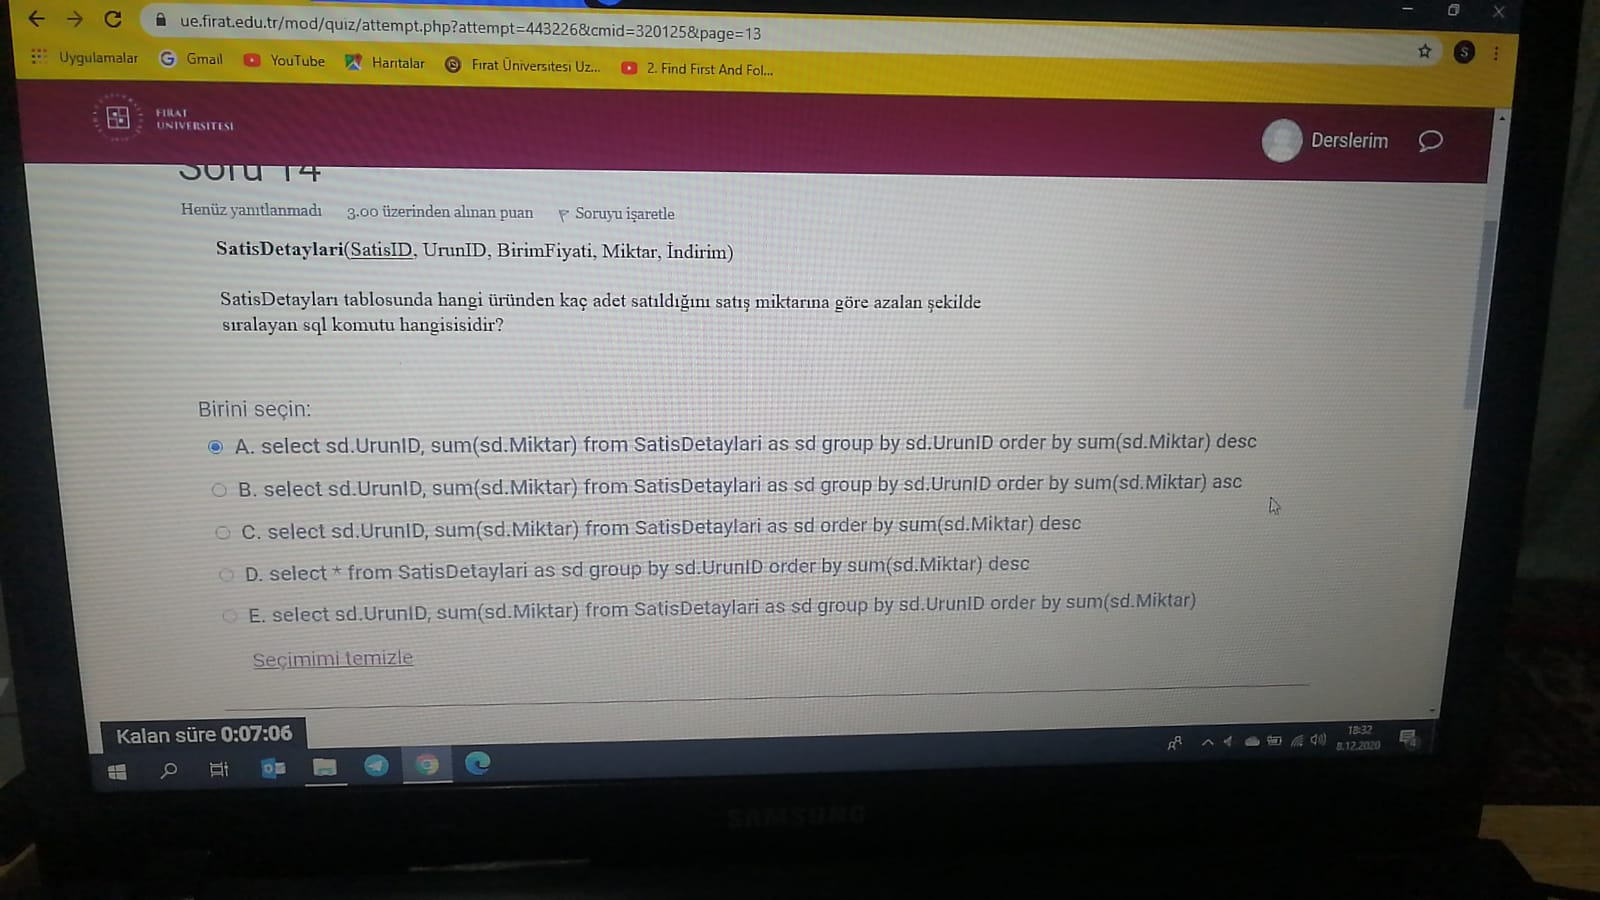 ue.firat.edu.tr/mod/quiz/attempt.php?attempt=443226&cmid=320125&page=13
Uygulamalar Gmail YouTube Haritalar Fırat Üniversitesi Uz... 2. Find First And Fol...
S
FIRAT
ÜNİVERSİTESİ
Derslerim
Soru 14
Henüz yanıtlanmadı 3.00 üzerinden alınan puan Soruyu işaretle
SatisDetaylari(SatisID, UrunID, BirimFiyati, Miktar, İndirim)
SatisDetayları tablosunda hangi üründen kaç adet satıldığını satış miktarına göre azalan şekilde
sıralayan sql komutu hangisisidir?
Birini seçin:
A. select sd.UrunID, sum(sd.Miktar) from SatisDetaylari as sd group by sd.UrunID order by sum(sd.Miktar) desc
B. select sd.UrunID, sum(sd.Miktar) from SatisDetaylari as sd group by sd.UrunID order by sum(sd.Miktar) asc
C. select sd.UrunID, sum(sd.Miktar) from SatisDetaylari as sd order by sum(sd.Miktar) desc
D. select * from SatisDetaylari as sd group by sd.UrunID order by sum(sd.Miktar) desc
E. select sd.UrunID, sum(sd.Miktar) from SatisDetaylari as sd group by sd.UrunID order by sum(sd.Miktar)
Seçimimi temizle
Kalan süre 0:07:06
18:32
8.12.2020
SAMSUNG